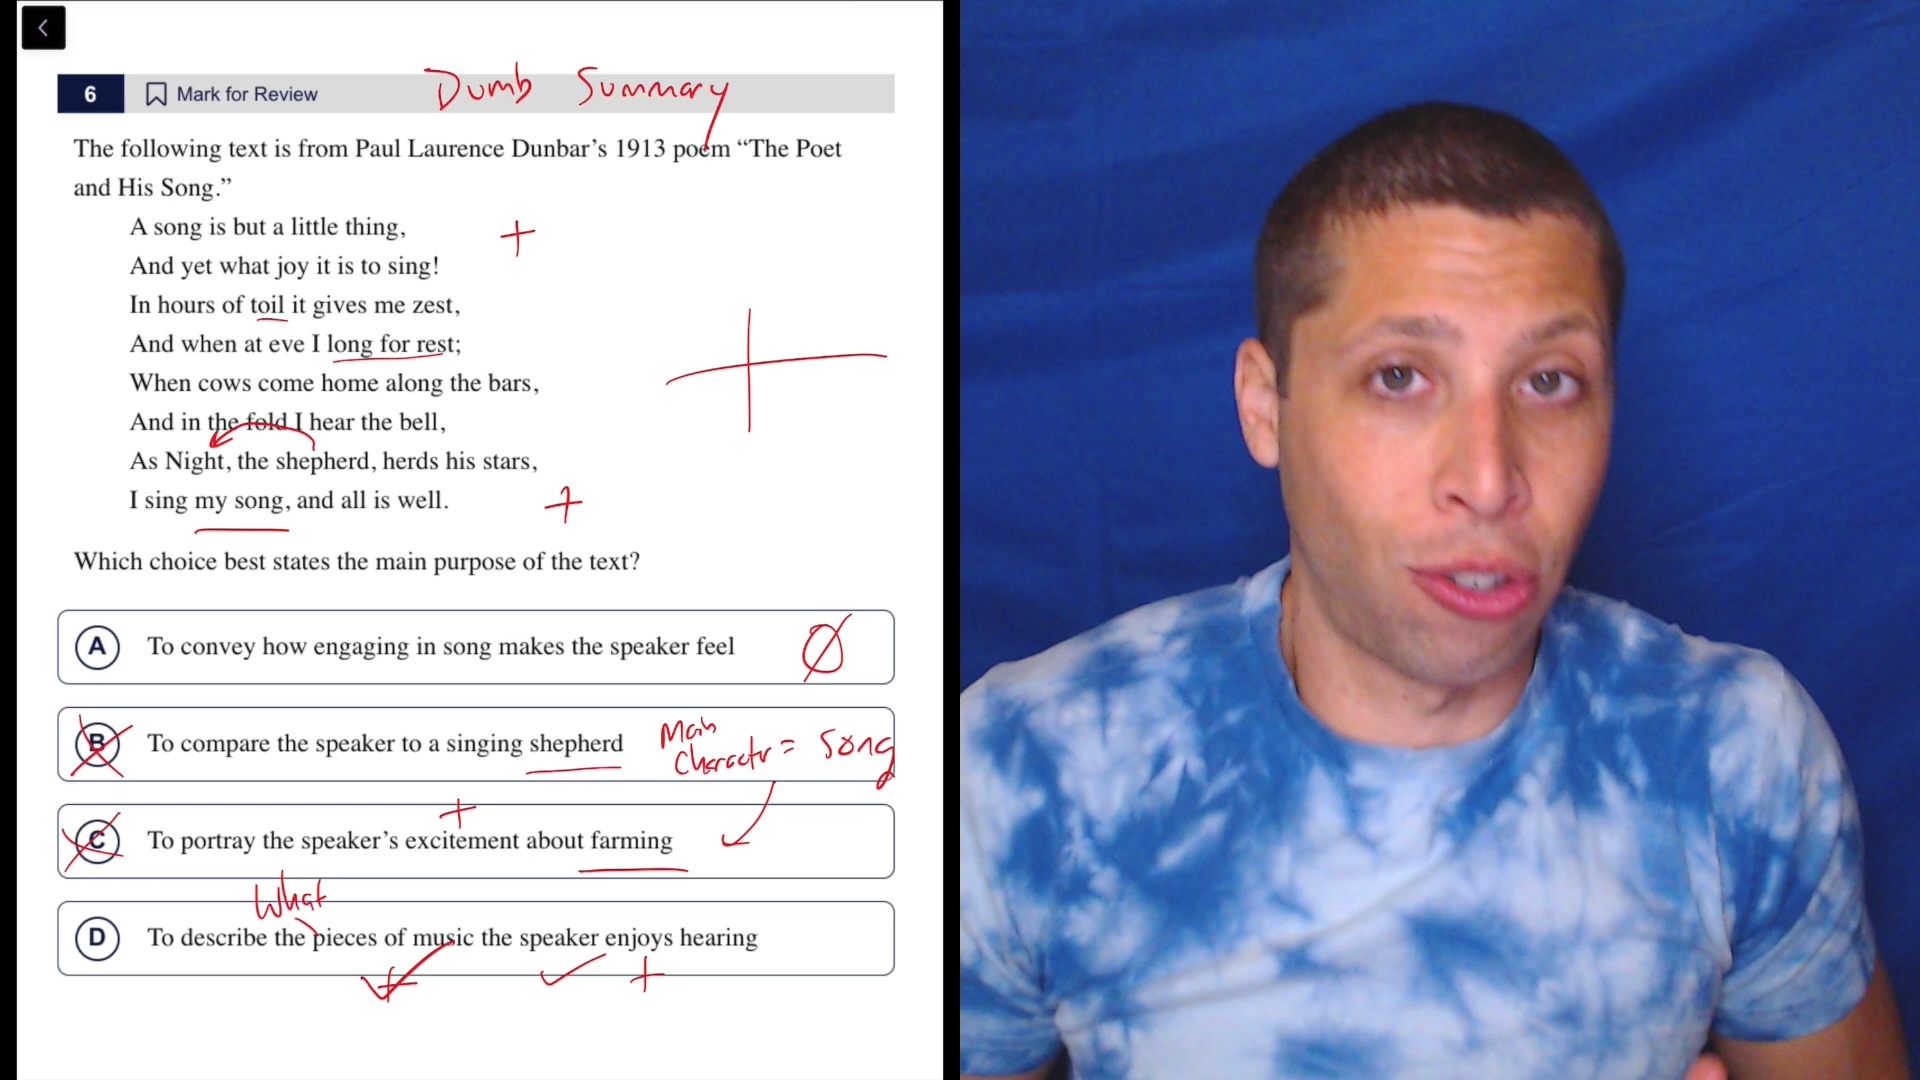 6 Mark for Review Dumb Summary
The following text is from Paul Laurence Dunbar’s 1913 poem “The Poet
and His Song.”
A song is but a little thing,
And yet what joy it is to sing!
In hours of toil it gives me zest,
And when at eve I long for rest;
When cows come home along the bars,
And in the fold I hear the bell,
As Night, the shepherd, herds his stars,
I sing my song, and all is well.
Which choice best states the main purpose of the text?
A To convey how engaging in song makes the speaker feel
B To compare the speaker to a singing shepherd
Main
Character = Song
C To portray the speaker’s excitement about farming
What
D To describe the pieces of music the speaker enjoys hearing